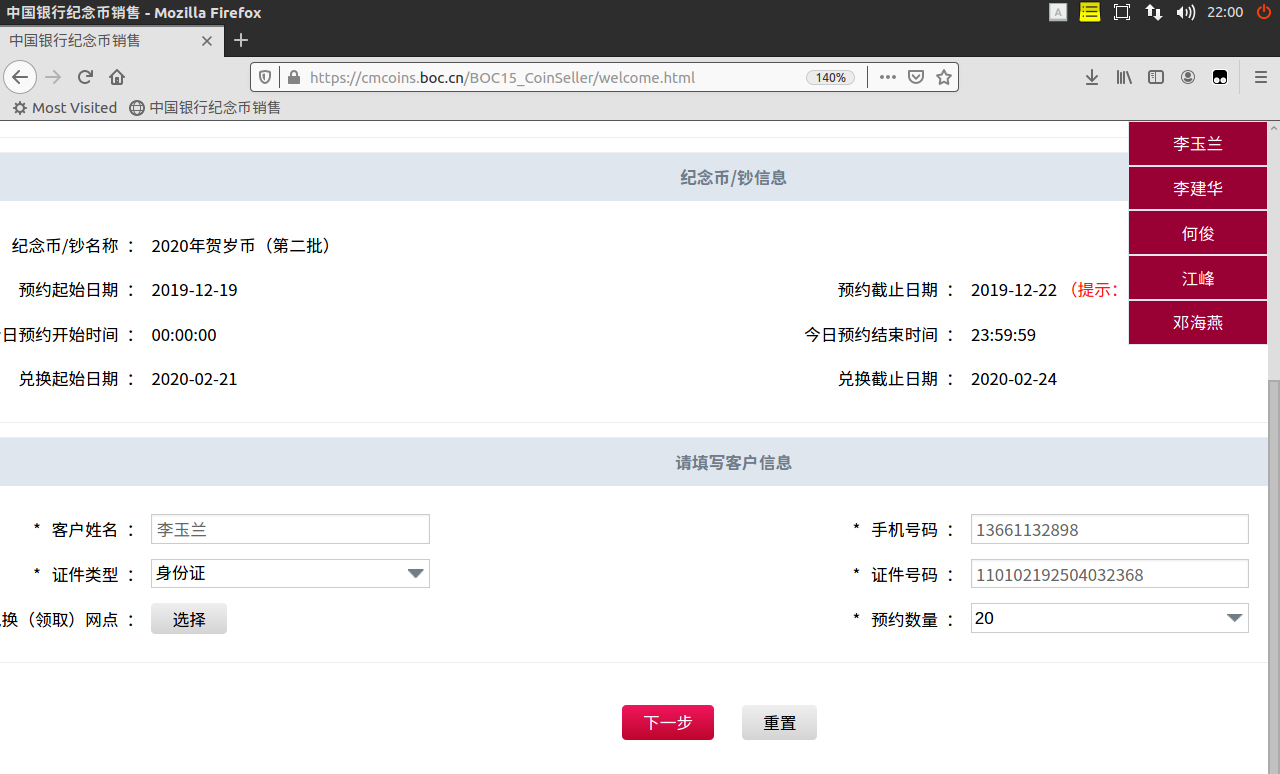 中国银行纪念币销售 - Mozilla Firefox
A
22:00
中国银行纪念币销售
https://cmcoins.boc.cn/BOC15_CoinSeller/welcome.html
140%
Most Visited
中国银行纪念币销售
李玉兰
李建华
何俊
江峰
邓海燕
纪念币/钞信息
纪念币/钞名称 ： 2020年贺岁币（第二批）
预约起始日期 ： 2019-12-19 预约截止日期 ： 2019-12-22 （提示：
日预约开始时间 ： 00:00:00 今日预约结束时间 ： 23:59:59
兑换起始日期 ： 2020-02-21 兑换截止日期 ： 2020-02-24
请填写客户信息
* 客户姓名 ： 李玉兰 * 手机号码 ： 13661132898
* 证件类型 ： 身份证 * 证件号码 ： 110102192504032368
换（领取）网点 ： 选择 * 预约数量 ： 20
下一步 重置